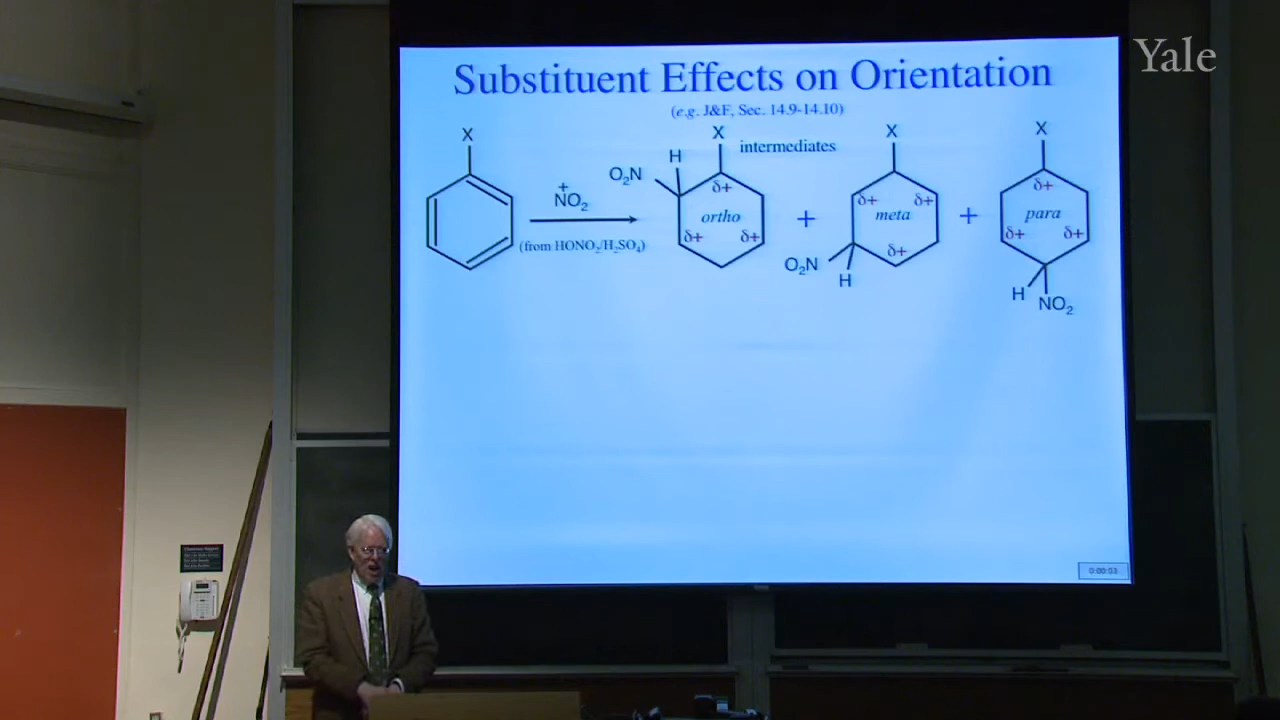 Yale
Substituent Effects on Orientation
(e.g. J&F, Sec. 14.9-14.10)
X
+
NO2
(from HONO2/H2SO4)
O2N
H
X
intermediates
δ+
ortho
δ+
δ+
+
X
δ+
δ+
meta
δ+
O2N
H
+
X
δ+
para
δ+
δ+
H
NO2
0:00:53